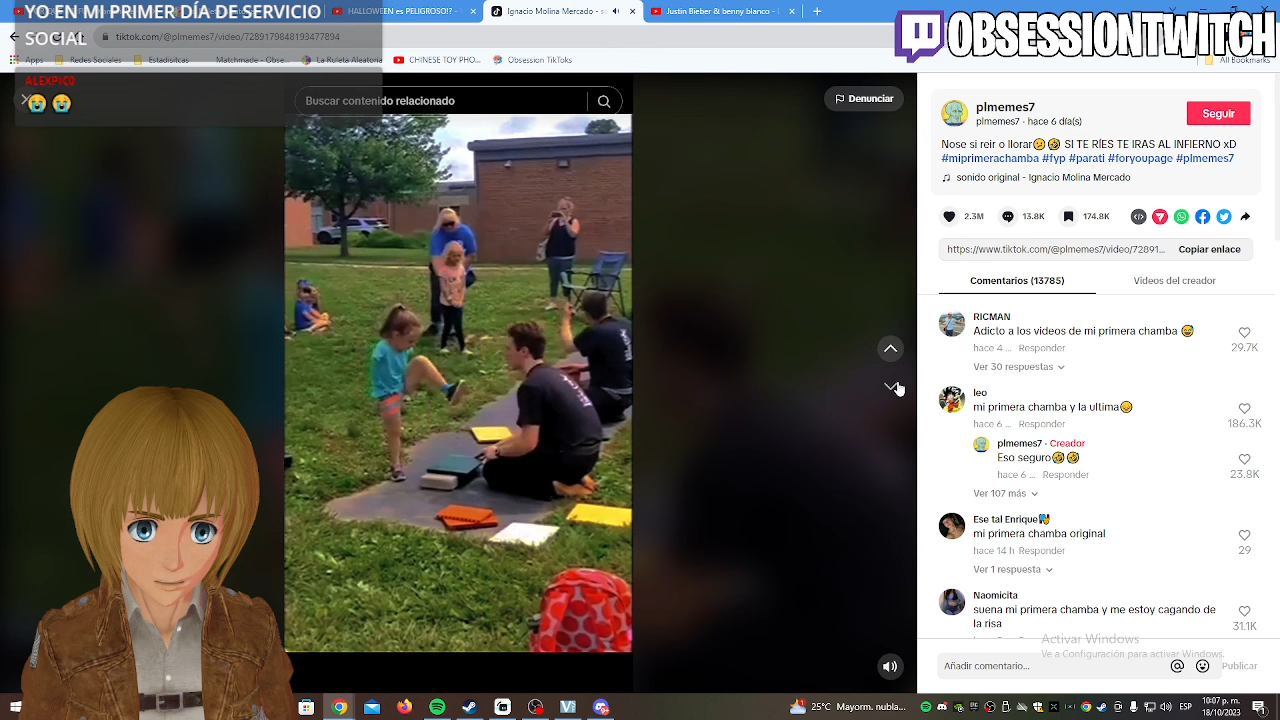 YO EN MI PRIMER DÍA DE SERVICIO
SOCIAL
ALEXPICO
OBSESSIONTWITCH
HALLOWEEN es PELIGROSO!? -
Ignacio Molina Mercado - s
Justin Bieber & benny blanco -
tiktok.com/@plmemes7/video/7289179848193477894
Apps
Redes Sociales
Estadísitcas
Matchmade - Obse...
La Ruleta Aleatoria
CHINESE TYPO PHO...
Obsession TikToks
All Bookmarks
Buscar contenido relacionado
Denunciar
plmemes7
plmemes7 · hace 6 día(s)
Seguir
Nose si reir o llorar😕🤣 SI TE RÍES TE TIRAS AL INFIERNO xD
#miprimerachamba #fyp #parati #foryoupage #plmemes7
♫ sonido original - Ignacio Molina Mercado
2.3M
13.8K
174.8K
https://www.tiktok.com/@plmemes7/video/72891...
Copiar enlace
Comentarios (13785)
Videos del creador
RICMAN
Adicto a los videos de mi primera chamba 😅
hace 4 ... Responder
29.7K
Ver 30 respuestas
leo
mi primera chamba y la ultima
hace 6 ... Responder
186.3K
plmemes7 · Creador
Eso seguro🤣🤣
hace 6 ... Responder
23.8K
Ver 107 más
Ese tal Enrique
mi primera chamba original
hace 14 h Responder
29
Ver 1 respuesta
Naomicita
suena mi primera chamba y me estoy cagando de
la risa
31.1K
Activar Windows
Ve a Configuración para activar Windows.
Añadir comentario...
Publicar
25°C Mayorm. nubla...
10:07 p. m.
18/10/2023